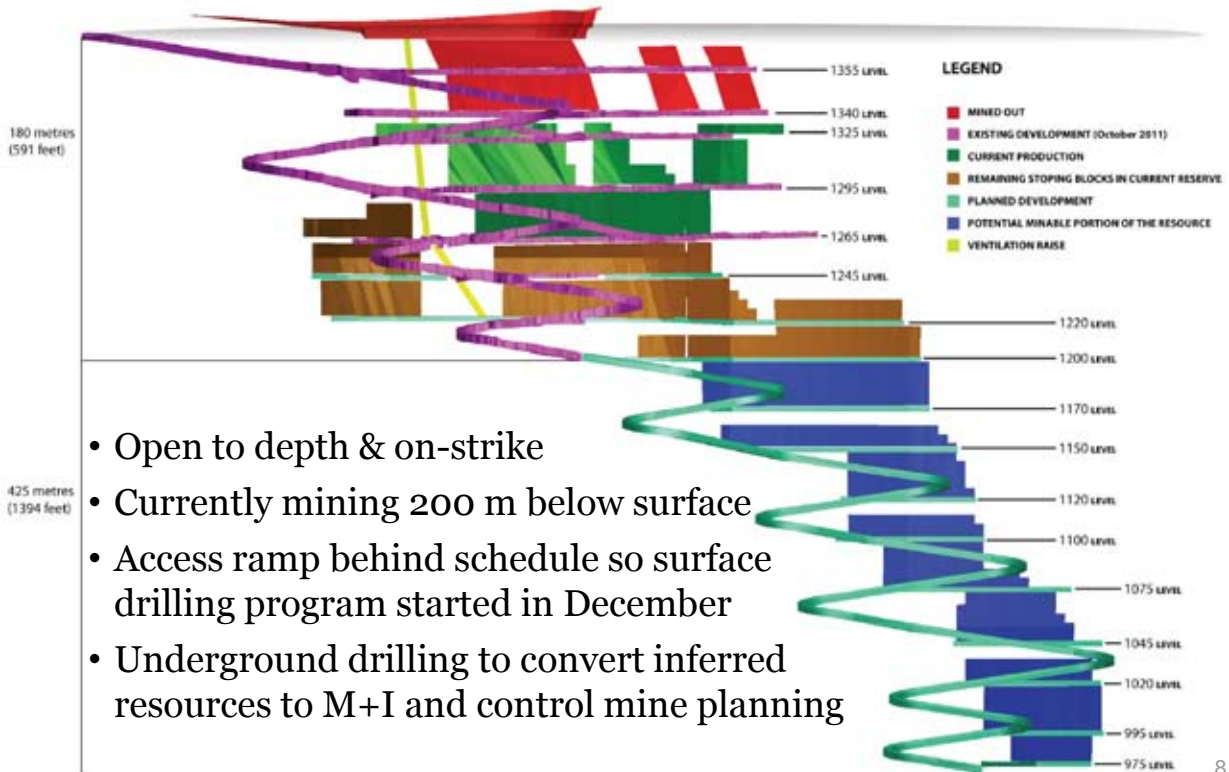 1355 LEVEL
1340 LEVEL
1325 LEVEL
1295 LEVEL
1265 LEVEL
1245 LEVEL
1220 LEVEL
1200 LEVEL
1170 LEVEL
1150 LEVEL
1120 LEVEL
1100 LEVEL
1075 LEVEL
1045 LEVEL
1020 LEVEL
995 LEVEL
975 LEVEL
LEGEND
MINED OUT
EXISTING DEVELOPMENT (October 2011)
CURRENT PRODUCTION
REMAINING STOPING BLOCKS IN CURRENT RESERVE
PLANNED DEVELOPMENT
POTENTIAL MINABLE PORTION OF THE RESOURCE
VENTILATION RAISE
180 metres
(591 feet)
425 metres
(1394 feet)
• Open to depth & on-strike
• Currently mining 200 m below surface
• Access ramp behind schedule so surface
drilling program started in December
• Underground drilling to convert inferred
resources to M+I and control mine planning
8